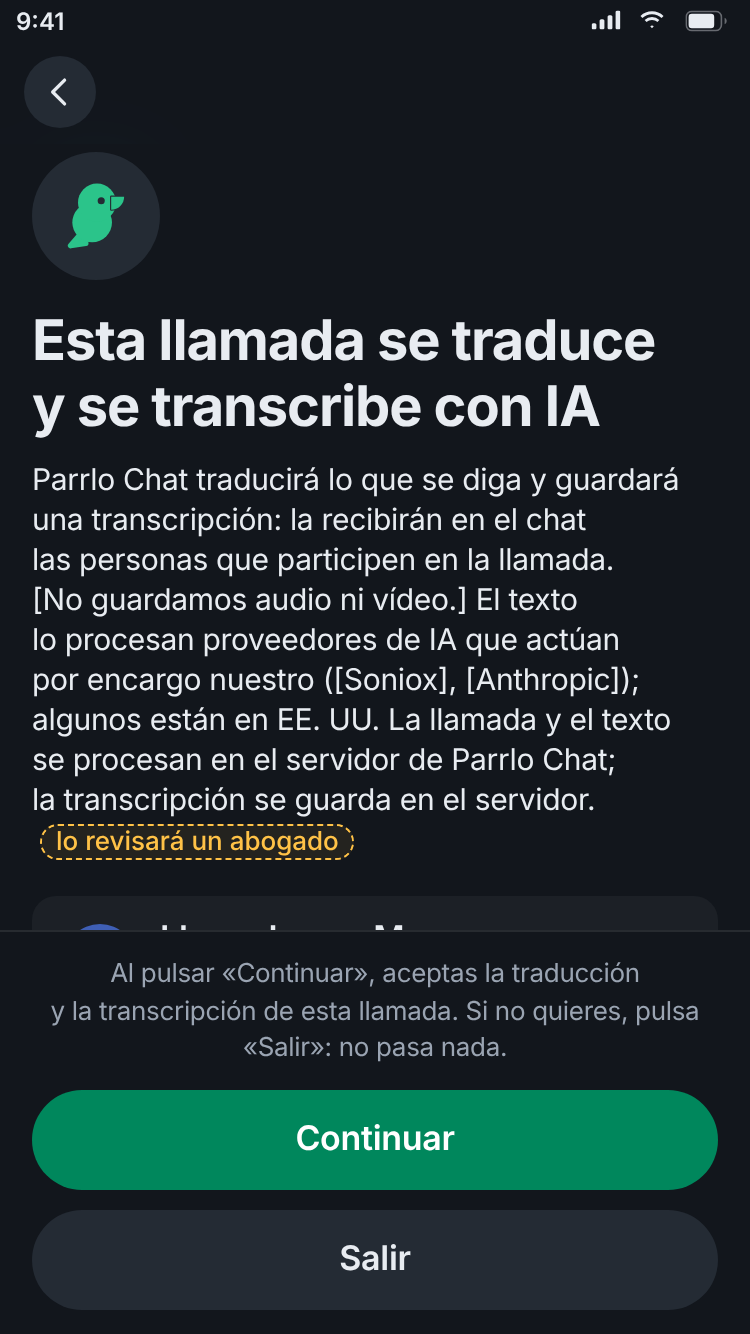 9:41
Esta llamada se traduce
y se transcribe con IA
Parrlo Chat traducirá lo que se diga y guardará
una transcripción: la recibirán en el chat
las personas que participen en la llamada.
[No guardamos audio ni vídeo.] El texto
lo procesan proveedores de IA que actúan
por encargo nuestro ([Soniox], [Anthropic]);
algunos están en EE. UU. La llamada y el texto
se procesan en el servidor de Parrlo Chat;
la transcripción se guarda en el servidor.
lo revisará un abogado
Al pulsar «Continuar», aceptas la traducción
y la transcripción de esta llamada. Si no quieres, pulsa
«Salir»: no pasa nada.
Continuar
Salir